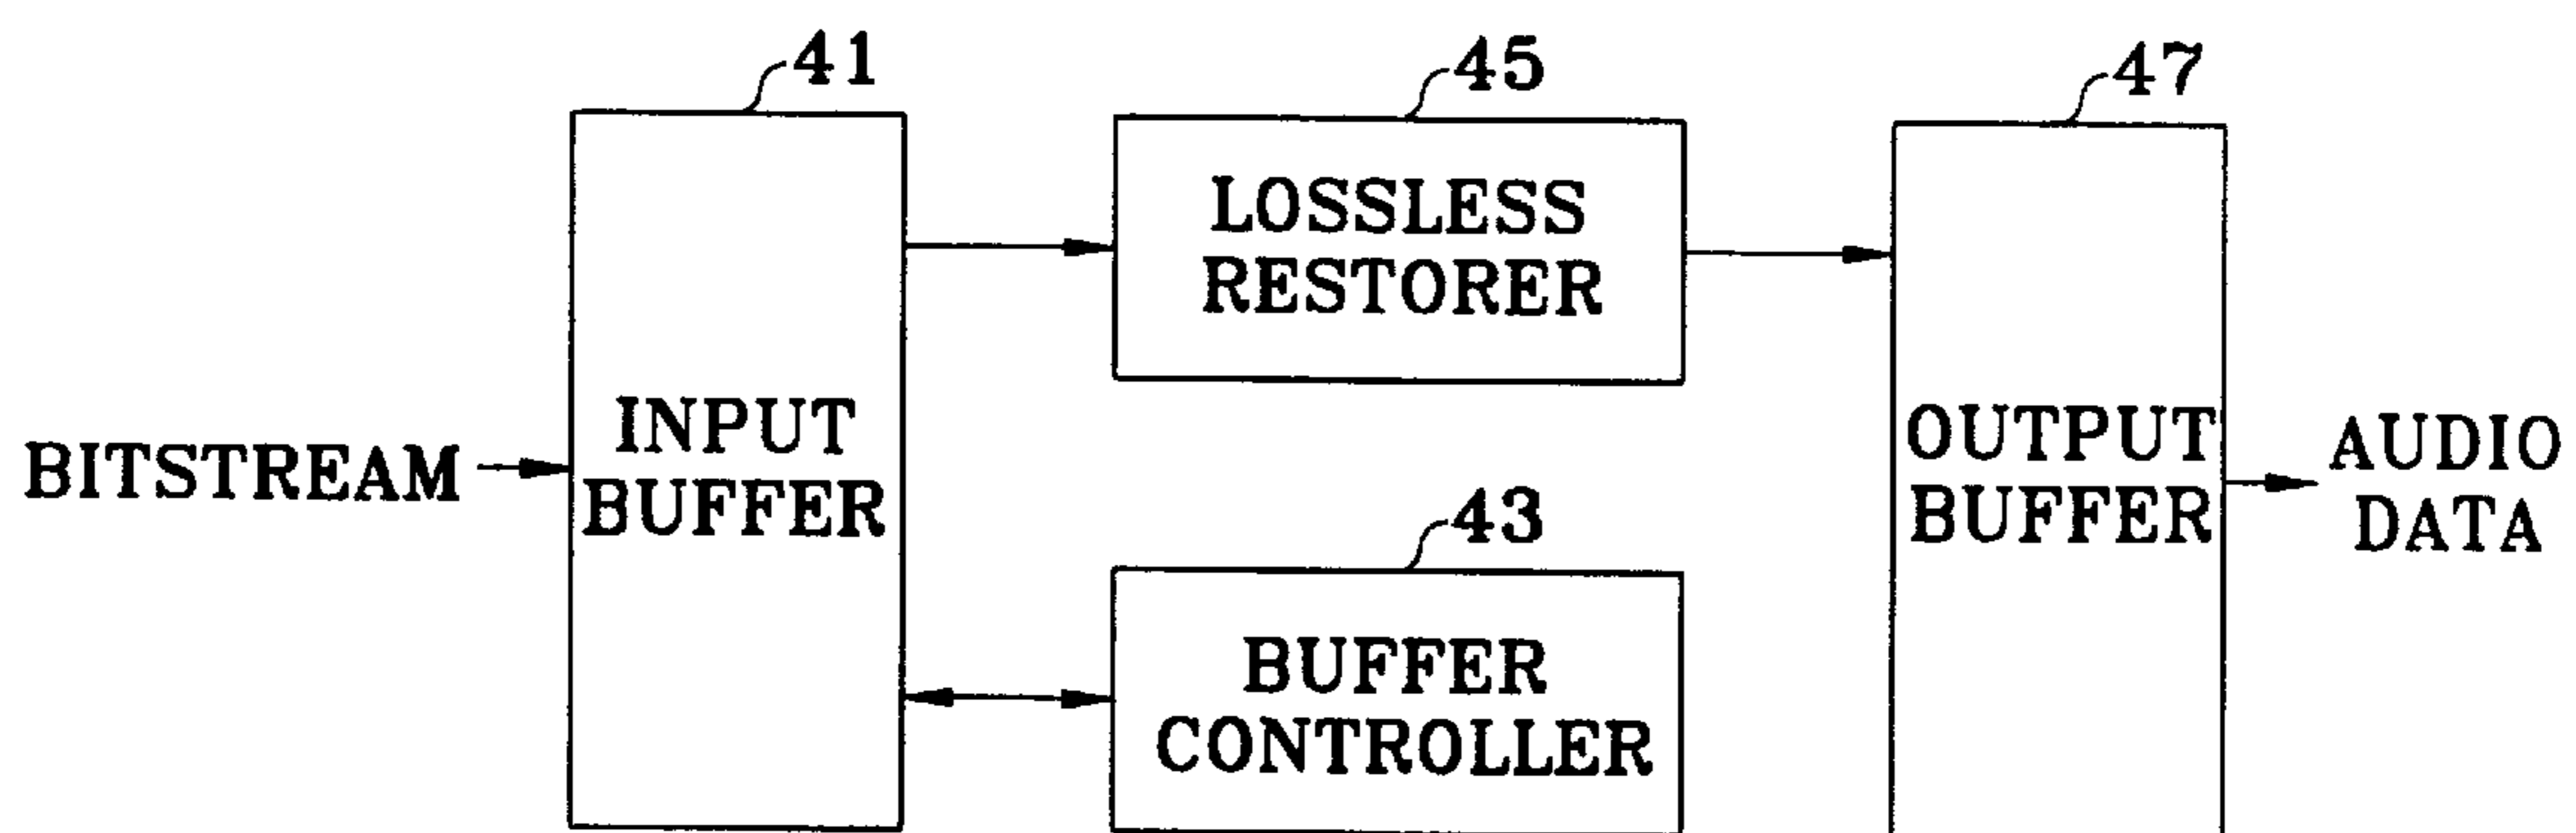 41
45
47
LOSSLESS
RESTORER
BITSTREAM
INPUT
BUFFER
OUTPUT
BUFFER
AUDIO
DATA
43
BUFFER
CONTROLLER